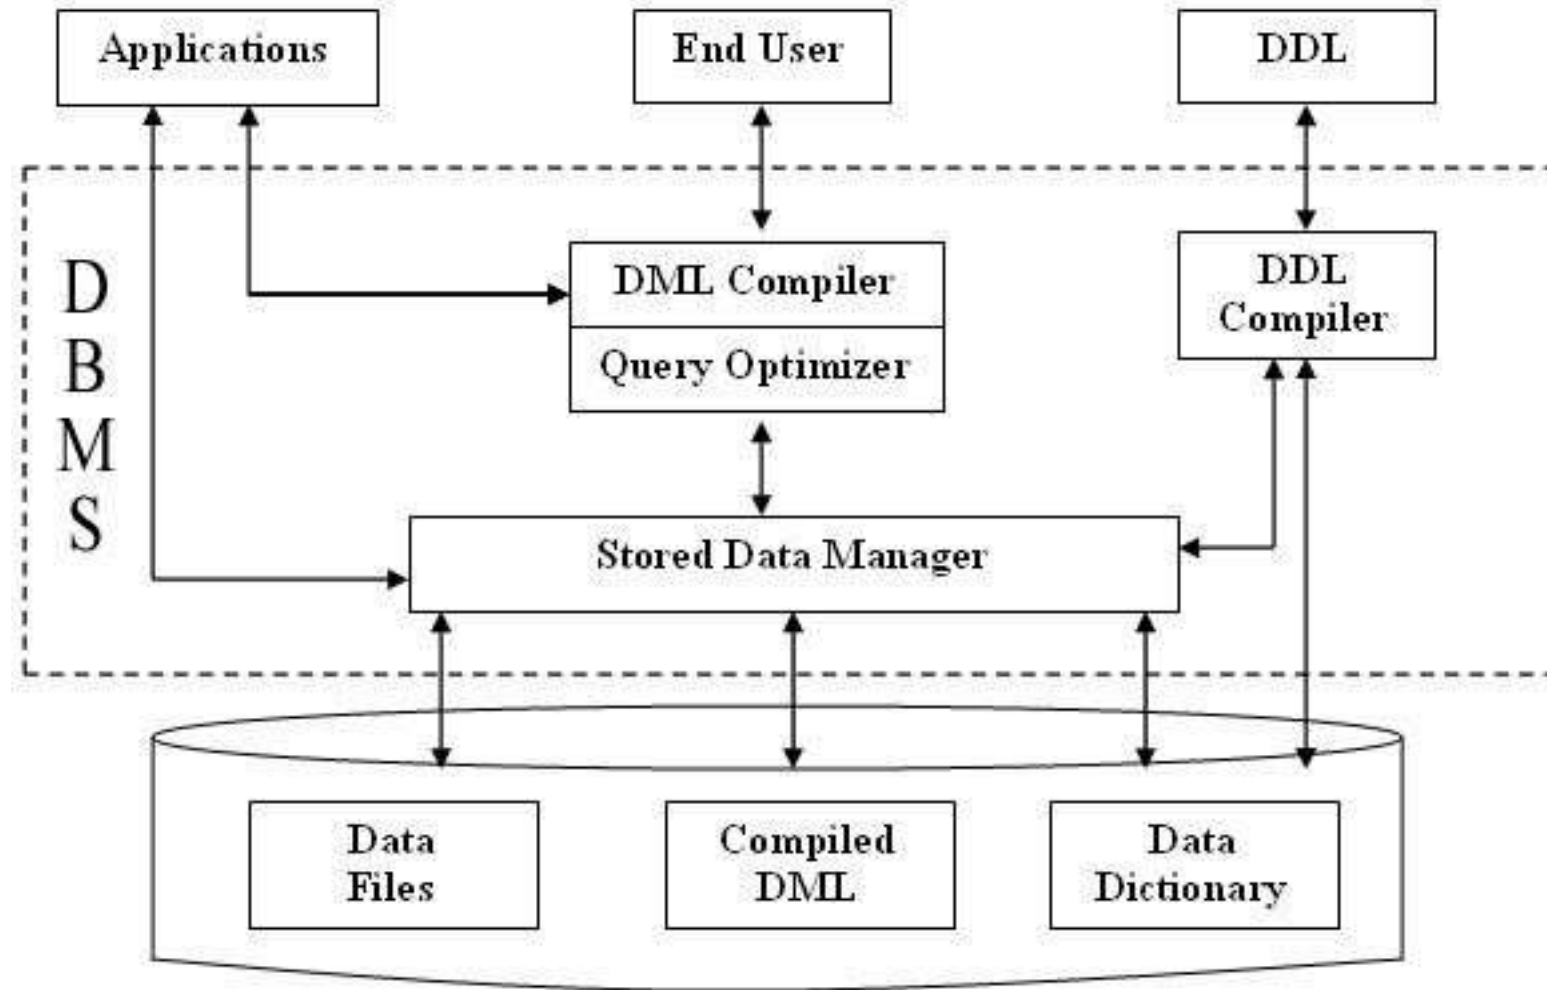 Applications
End User
DDL
D
B
M
S
DML Compiler
Query Optimizer
DDL
Compiler
Stored Data Manager
Data
Files
Compiled
DML
Data
Dictionary